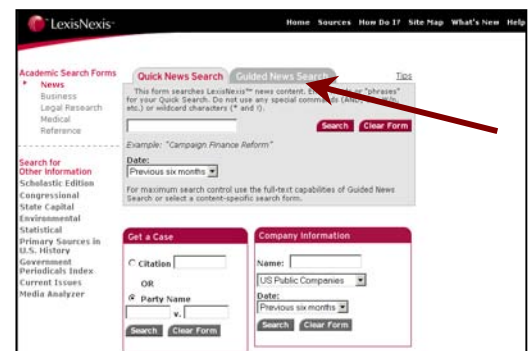 LexisNexis™
Home Sources How Do I? Site Map What's New Help
Academic Search Forms
News
Business
Legal Research
Medical
Reference
Search for
Other Information
Scholastic Edition
Congressional
State Capital
Environmental
Statistical
Primary Sources in
U.S. History
Government
Periodicals Index
Current Issues
Media Analyzer
Quick News Search
Guided News Search
Tips
This form searches LexisNexis™ news content. or "phrases"
for your Quick Search. Do not use any special commands (AND,
etc.) or wildcard characters (* and !).
Search Clear Form
Example: "Campaign Finance Reform"
Date:
Previous six months
For maximum search control use the full-text capabilities of Guided News
Search or select a content-specific search form.
Get a Case
Citation
OR
Party Name
v.
Search Clear Form
Company Information
Name:
US Public Companies
Date:
Previous six months
Search Clear Form